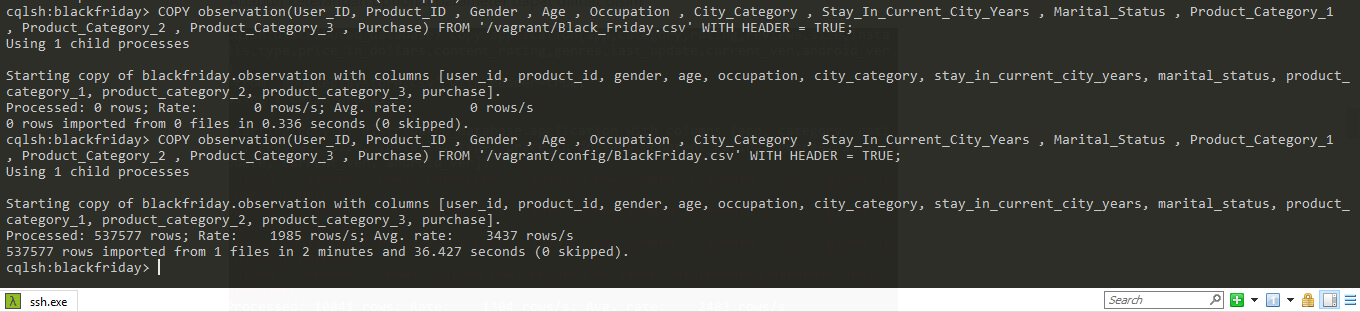 cqlsh:blackfriday> COPY observation(User_ID, Product_ID , Gender , Age , Occupation , City_Category , Stay_In_Current_City_Years , Marital_Status , Product_Category_1
, Product_Category_2 , Product_Category_3 , Purchase) FROM '/vagrant/Black_Friday.csv' WITH HEADER = TRUE;
Using 1 child processes
Starting copy of blackfriday.observation with columns [user_id, product_id, gender, age, occupation, city_category, stay_in_current_city_years, marital_status, product_
category_1, product_category_2, product_category_3, purchase].
Processed: 0 rows; Rate:       0 rows/s; Avg. rate:       0 rows/s
0 rows imported from 0 files in 0.336 seconds (0 skipped).
cqlsh:blackfriday> COPY observation(User_ID, Product_ID , Gender , Age , Occupation , City_Category , Stay_In_Current_City_Years , Marital_Status , Product_Category_1
, Product_Category_2 , Product_Category_3 , Purchase) FROM '/vagrant/config/BlackFriday.csv' WITH HEADER = TRUE;
Using 1 child processes
Starting copy of blackfriday.observation with columns [user_id, product_id, gender, age, occupation, city_category, stay_in_current_city_years, marital_status, product_
category_1, product_category_2, product_category_3, purchase].
Processed: 537577 rows; Rate:    1985 rows/s; Avg. rate:    3437 rows/s
537577 rows imported from 1 files in 2 minutes and 36.427 seconds (0 skipped).
cqlsh:blackfriday>
λ ssh.exe
Search